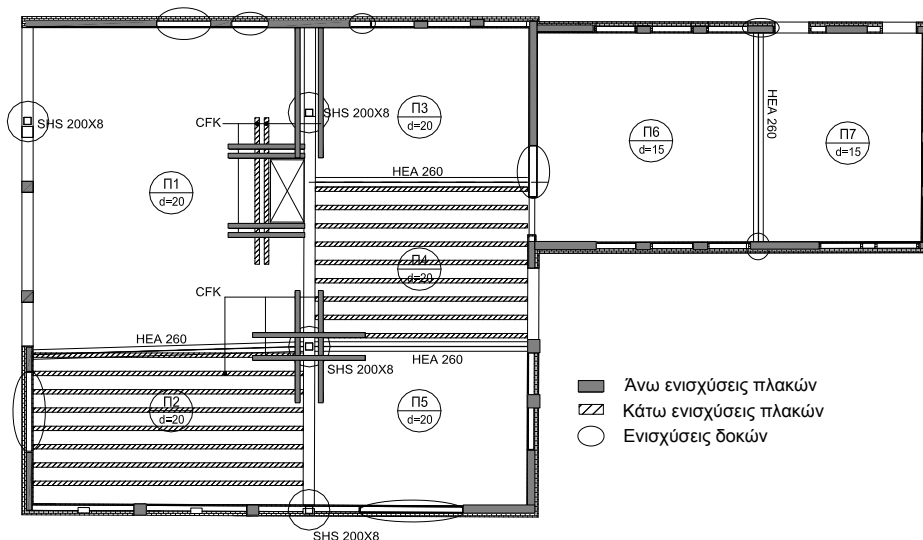 Π3
d=20
CFK
SHS 200X8
SHS 200X8
HEA 260
Π6
d=15
Π7
d=15
HEA 260
Π1
d=20
Π4
d=20
CFK
HEA 260
HEA 260
SHS 200X8
Π2
d=20
Π5
d=20
Άνω ενισχύσεις πλακών
Κάτω ενισχύσεις πλακών
Ενισχύσεις δοκών
SHS 200X8